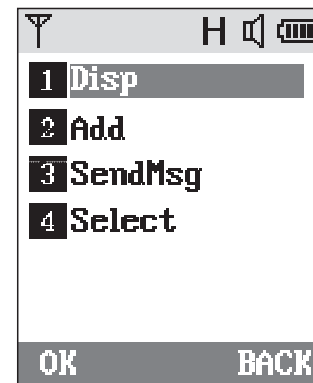 H
1 Disp
2 Add
3 SendMsg
4 Select
OK BACK